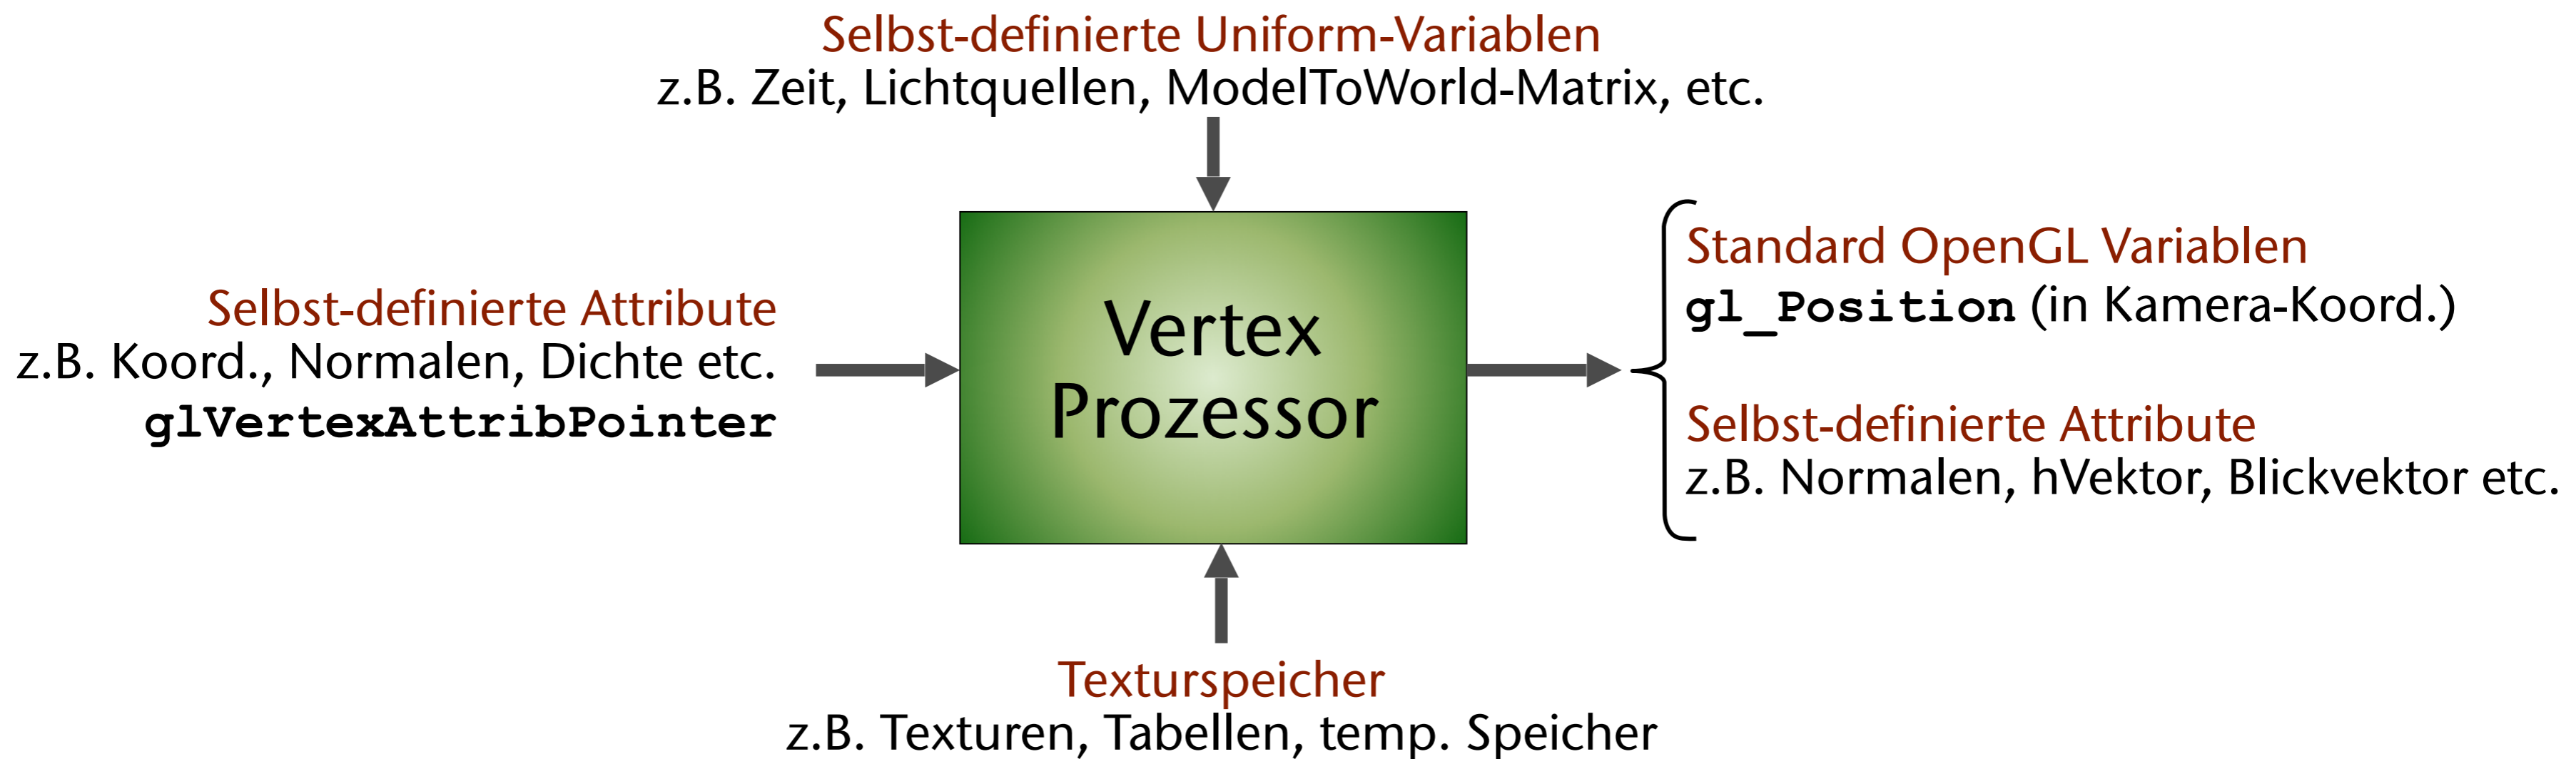 Selbst-definierte Uniform-Variablen
z.B. Zeit, Lichtquellen, ModelToWorld-Matrix, etc.
Selbst-definierte Attribute
z.B. Koord., Normalen, Dichte etc.
glVertexAttribPointer
Vertex
Prozessor
Standard OpenGL Variablen
gl_Position (in Kamera-Koord.)
Selbst-definierte Attribute
z.B. Normalen, hVektor, Blickvektor etc.
Texturspeicher
z.B. Texturen, Tabellen, temp. Speicher